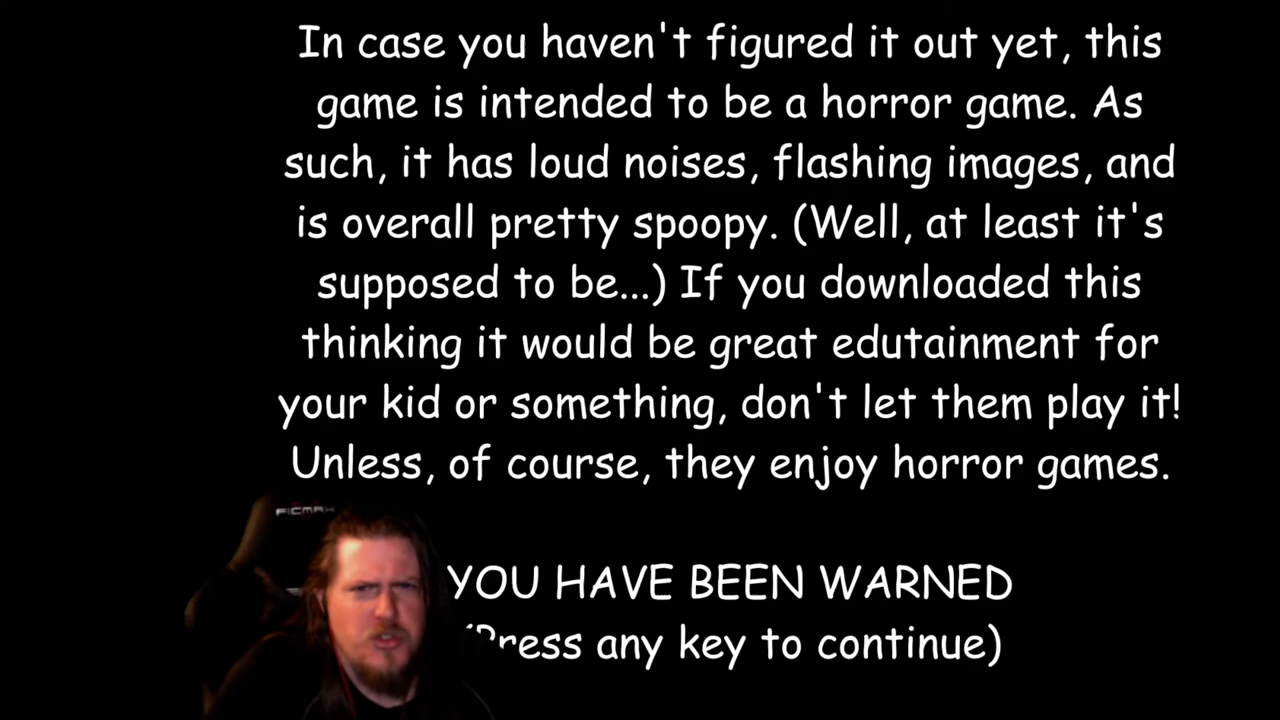 In case you haven't figured it out yet, this
game is intended to be a horror game. As
such, it has loud noises, flashing images, and
is overall pretty spoopy. (Well, at least it's
supposed to be...) If you downloaded this
thinking it would be great edutainment for
your kid or something, don't let them play it!
Unless, of course, they enjoy horror games.
FICMAX
YOU HAVE BEEN WARNED
(Press any key to continue)